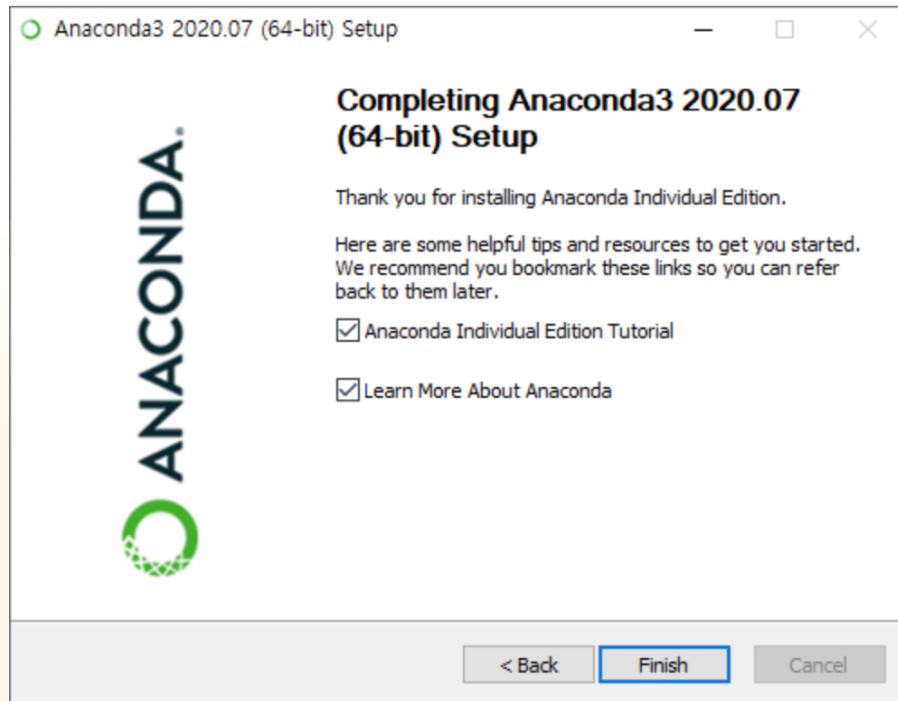 Anaconda3 2020.07 (64-bit) Setup
ANACONDA.
Completing Anaconda3 2020.07
(64-bit) Setup
Thank you for installing Anaconda Individual Edition.
Here are some helpful tips and resources to get you started.
We recommend you bookmark these links so you can refer
back to them later.
Anaconda Individual Edition Tutorial
Learn More About Anaconda
< Back
Finish
Cancel